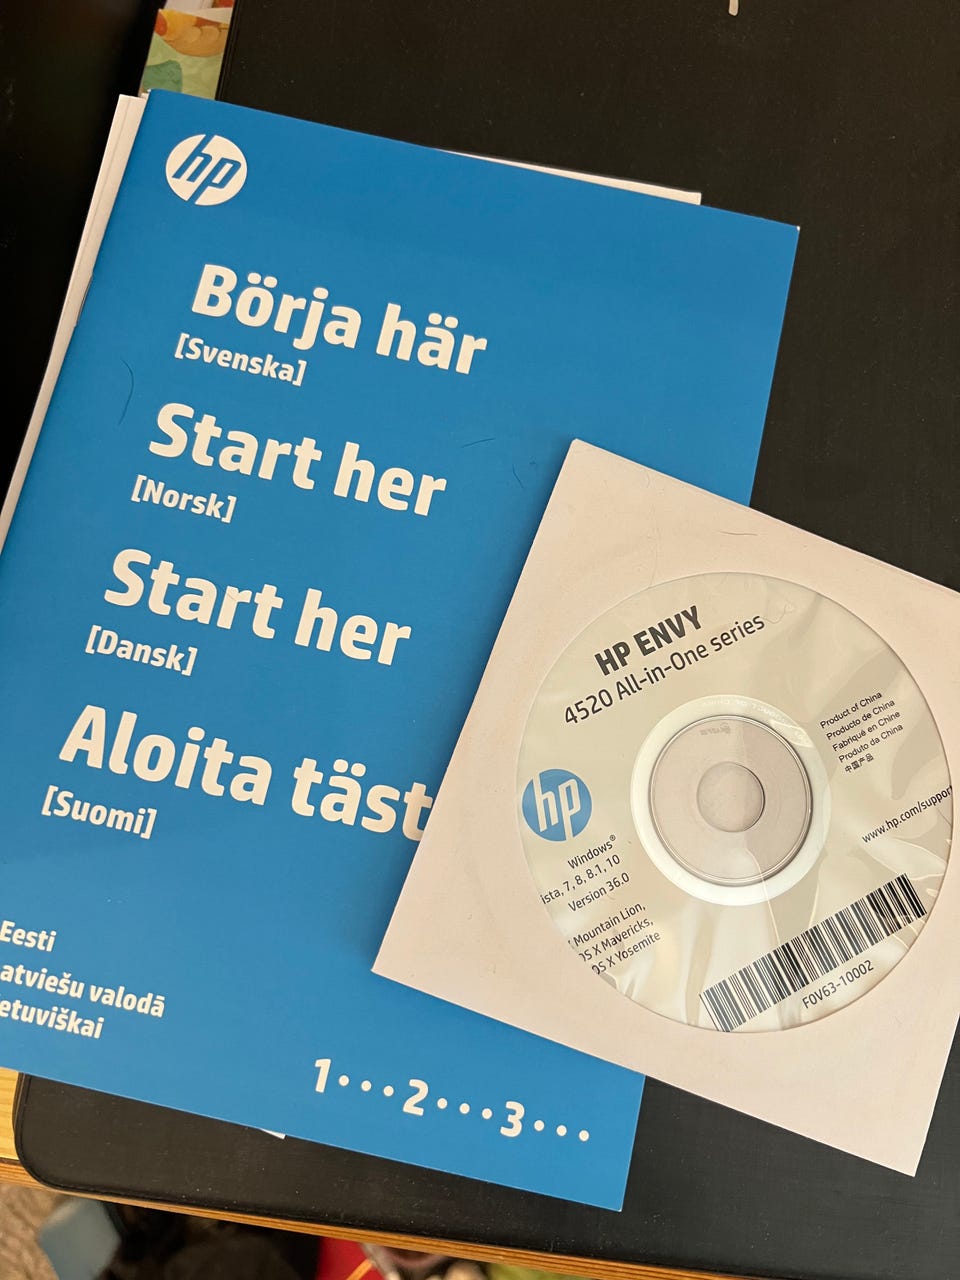 hp
Börja här
[Svenska]
Start her
[Norsk]
Start her
[Dansk]
Aloita täst
[Suomi]
Eesti
atviešu valodā
etuviškai
1•••2•••3•••
HP ENVY
4520 All-in-One series
Product of China
Producto de China
Fabriqué en Chine
Produto da China
中国产品
hp
www.hp.com/support
Windows®
ista, 7, 8, 8.1, 10
Version 36.0
Mountain Lion,
OS X Mavericks,
OS X Yosemite
F0V63-10002